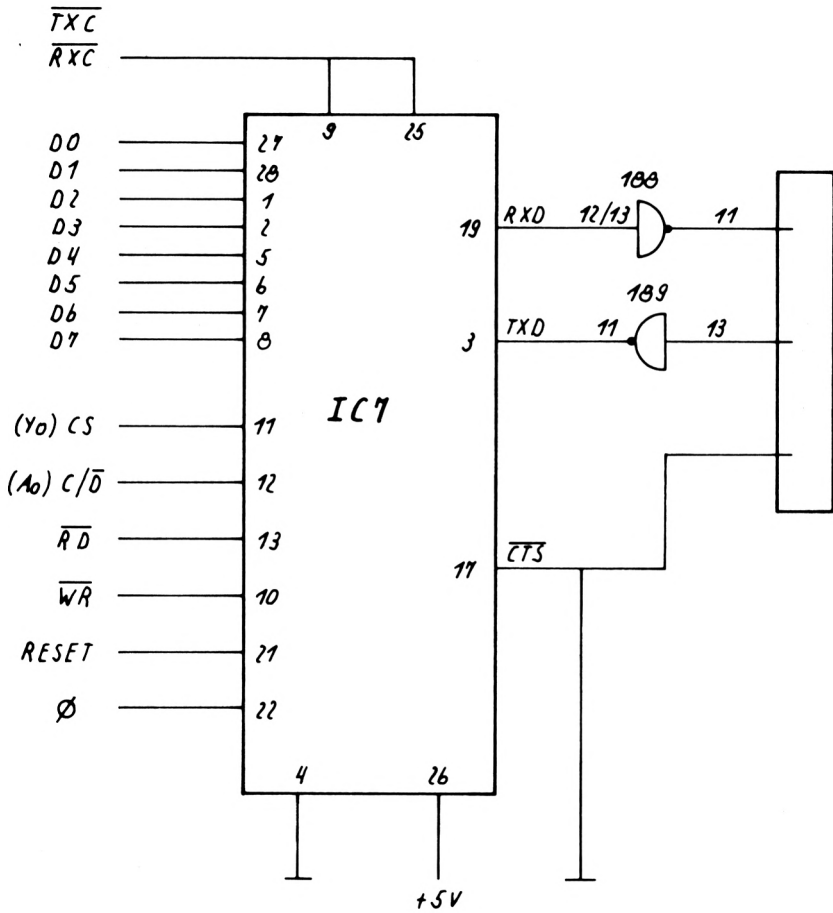 TXC
RXC
9 25
D0 27
D1 28
D2 1
D3 2
D4 5
D5 6
D6 7
D7 8
188
19 RXD 12/13 11
189
3 TXD 11 13
IC7
(Y0) CS 11
(A0) C/D̅ 12
RD 13
17 CTS
WR 10
RESET 21
Ø 22
4 26
+5V